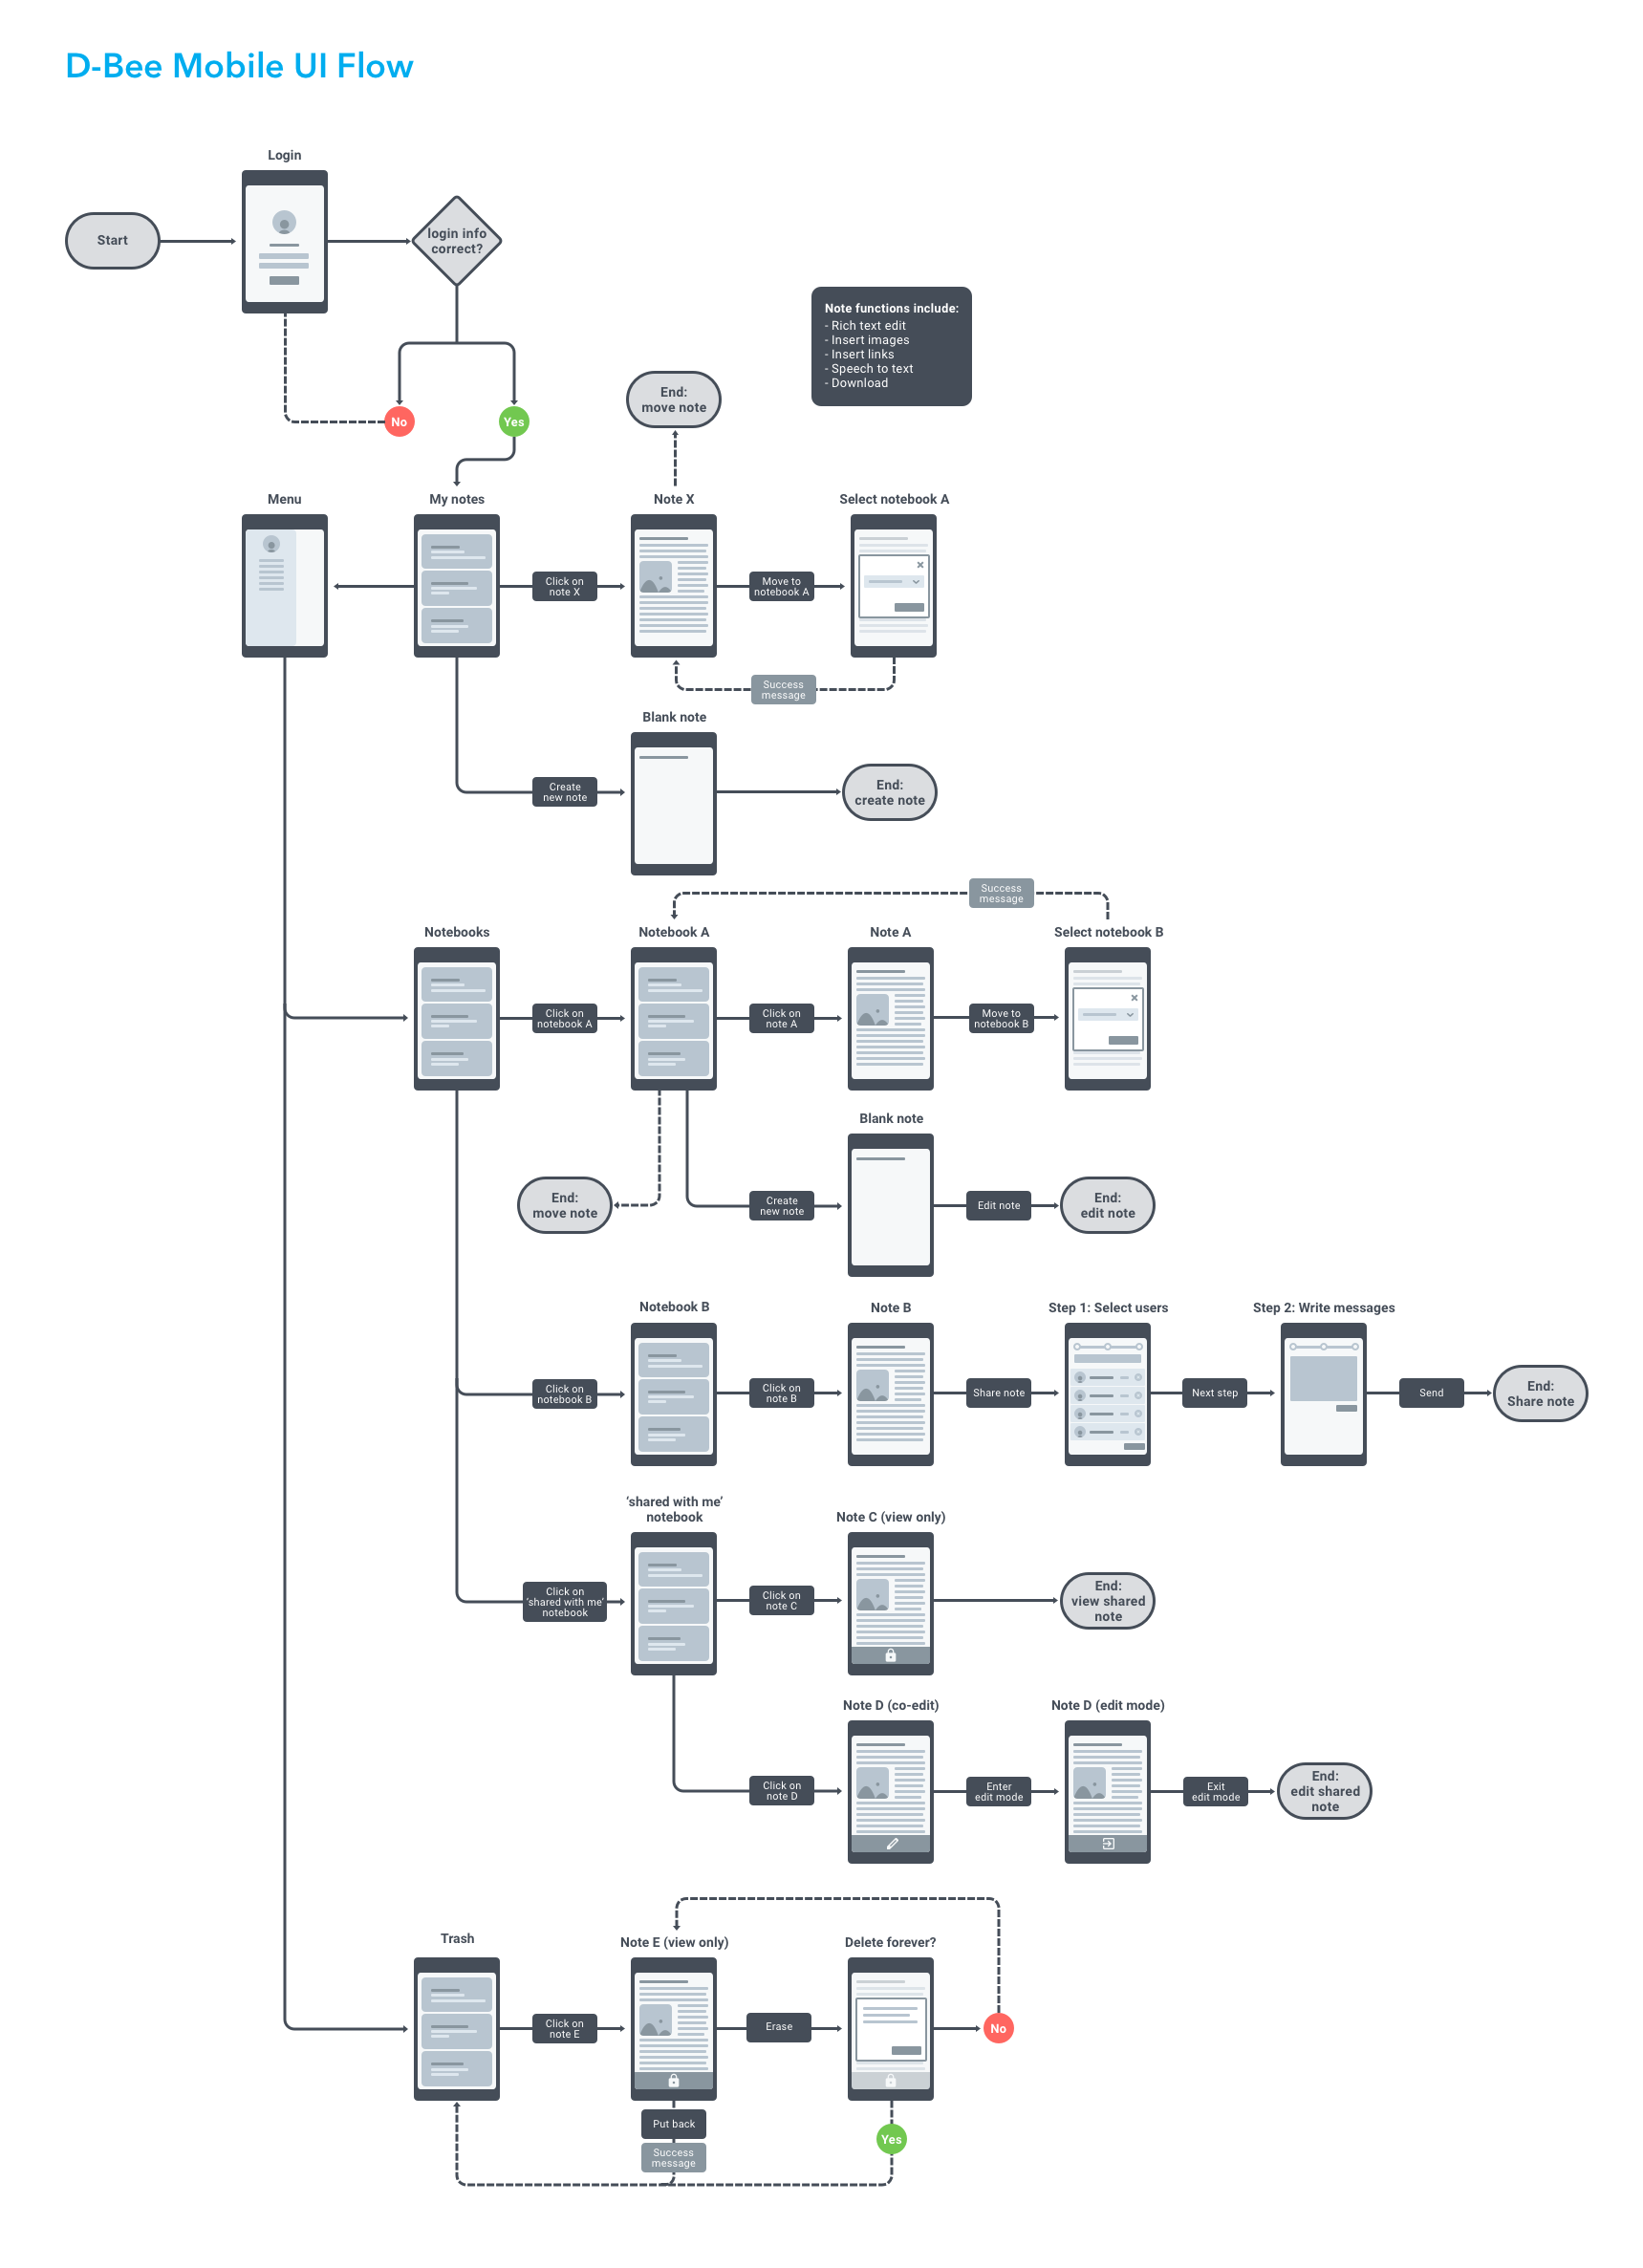 D-Bee Mobile UI Flow
Login
Start
login info
correct?
Note functions include:
- Rich text edit
- Insert images
- Insert links
- Speech to text
- Download
End:
move note
No
Yes
Menu
My notes
Note X
Select notebook A
Click on
note X
Move to
notebook A
Success
message
Blank note
Create
new note
End:
create note
Success
message
Notebooks
Notebook A
Note A
Select notebook B
Click on
notebook A
Click on
note A
Move to
notebook B
Blank note
End:
move note
Create
new note
Edit note
End:
edit note
Notebook B
Note B
Step 1: Select users
Step 2: Write messages
Click on
notebook B
Click on
note B
Share note
Next step
Send
End:
Share note
‘shared with me’
notebook
Note C (view only)
Click on
‘shared with me’
notebook
Click on
note C
End:
view shared
note
Note D (co-edit)
Note D (edit mode)
Click on
note D
Enter
edit mode
Exit
edit mode
End:
edit shared
note
Trash
Note E (view only)
Delete forever?
Click on
note E
Erase
No
Put back
Success
message
Yes